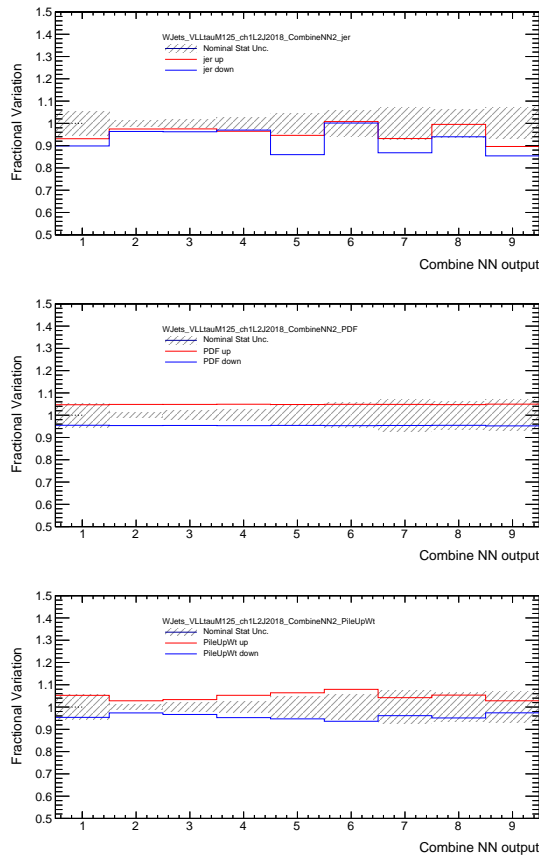 WJets_VLLtauM125_ch1L2J2018_CombineNN2_jer
Nominal Stat Unc.
jer up
jer down
Fractional Variation
1.5
1.4
1.3
1.2
1.1
1
0.9
0.8
0.7
0.6
0.5
1 2 3 4 5 6 7 8 9
Combine NN output
WJets_VLLtauM125_ch1L2J2018_CombineNN2_PDF
Nominal Stat Unc.
PDF up
PDF down
Fractional Variation
1.5
1.4
1.3
1.2
1.1
1
0.9
0.8
0.7
0.6
0.5
1 2 3 4 5 6 7 8 9
Combine NN output
WJets_VLLtauM125_ch1L2J2018_CombineNN2_PileUpWt
Nominal Stat Unc.
PileUpWt up
PileUpWt down
Fractional Variation
1.5
1.4
1.3
1.2
1.1
1
0.9
0.8
0.7
0.6
0.5
1 2 3 4 5 6 7 8 9
Combine NN output